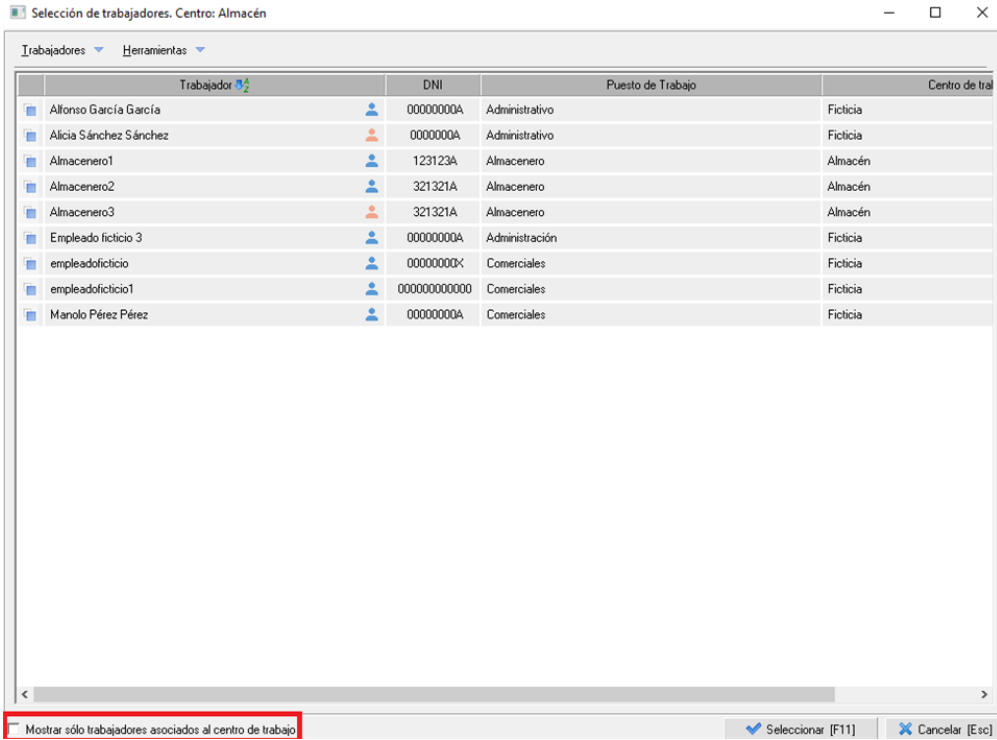 Selección de trabajadores. Centro: Almacén
Trabajadores Herramientas
Trabajador DNI Puesto de Trabajo Centro de tral
Alfonso García García 00000000A Administrativo Ficticia
Alicia Sánchez Sánchez 0000000A Administrativo Ficticia
Almacenero1 123123A Almacenero Almacén
Almacenero2 321321A Almacenero Almacén
Almacenero3 321321A Almacenero Almacén
Empleado ficticio 3 00000000A Administración Ficticia
empleadoficticio 00000000X Comerciales Ficticia
empleadoficticio1 000000000000 Comerciales Ficticia
Manolo Pérez Pérez 00000000A Comerciales Ficticia
Mostrar sólo trabajadores asociados al centro de trabajo Seleccionar [F11] Cancelar [Esc]